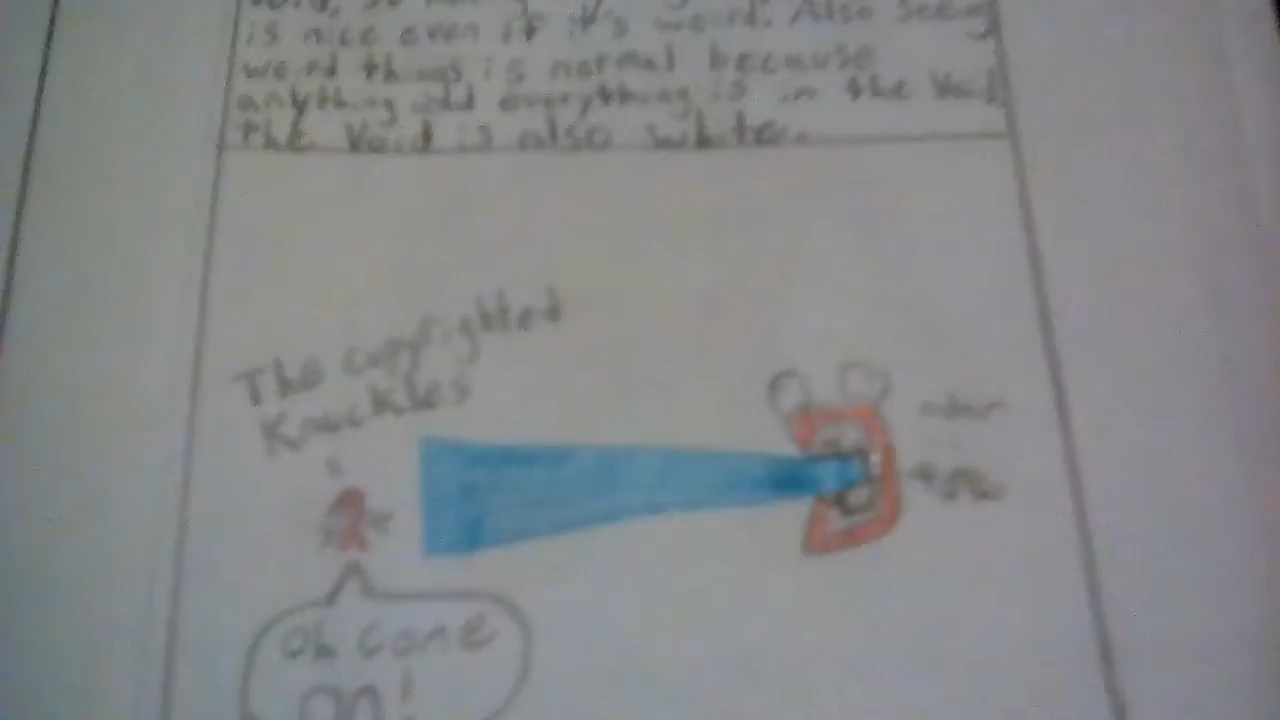 is nice even if it's weird. Also seeing
weird things is normal because
anything and everything is in the Void
The Void is also white.
The copyrighted
Knuckles
Oh come
on!